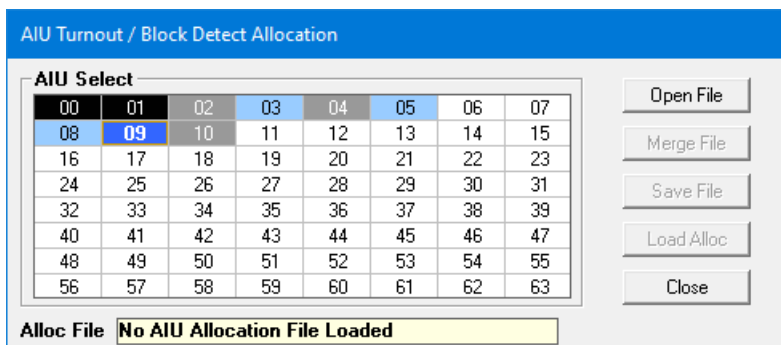 AIU Turnout / Block Detect Allocation
AIU Select
00 01 02 03 04 05 06 07
08 09 10 11 12 13 14 15
16 17 18 19 20 21 22 23
24 25 26 27 28 29 30 31
32 33 34 35 36 37 38 39
40 41 42 43 44 45 46 47
48 49 50 51 52 53 54 55
56 57 58 59 60 61 62 63
Open File
Merge File
Save File
Load Alloc
Close
Alloc File No AIU Allocation File Loaded